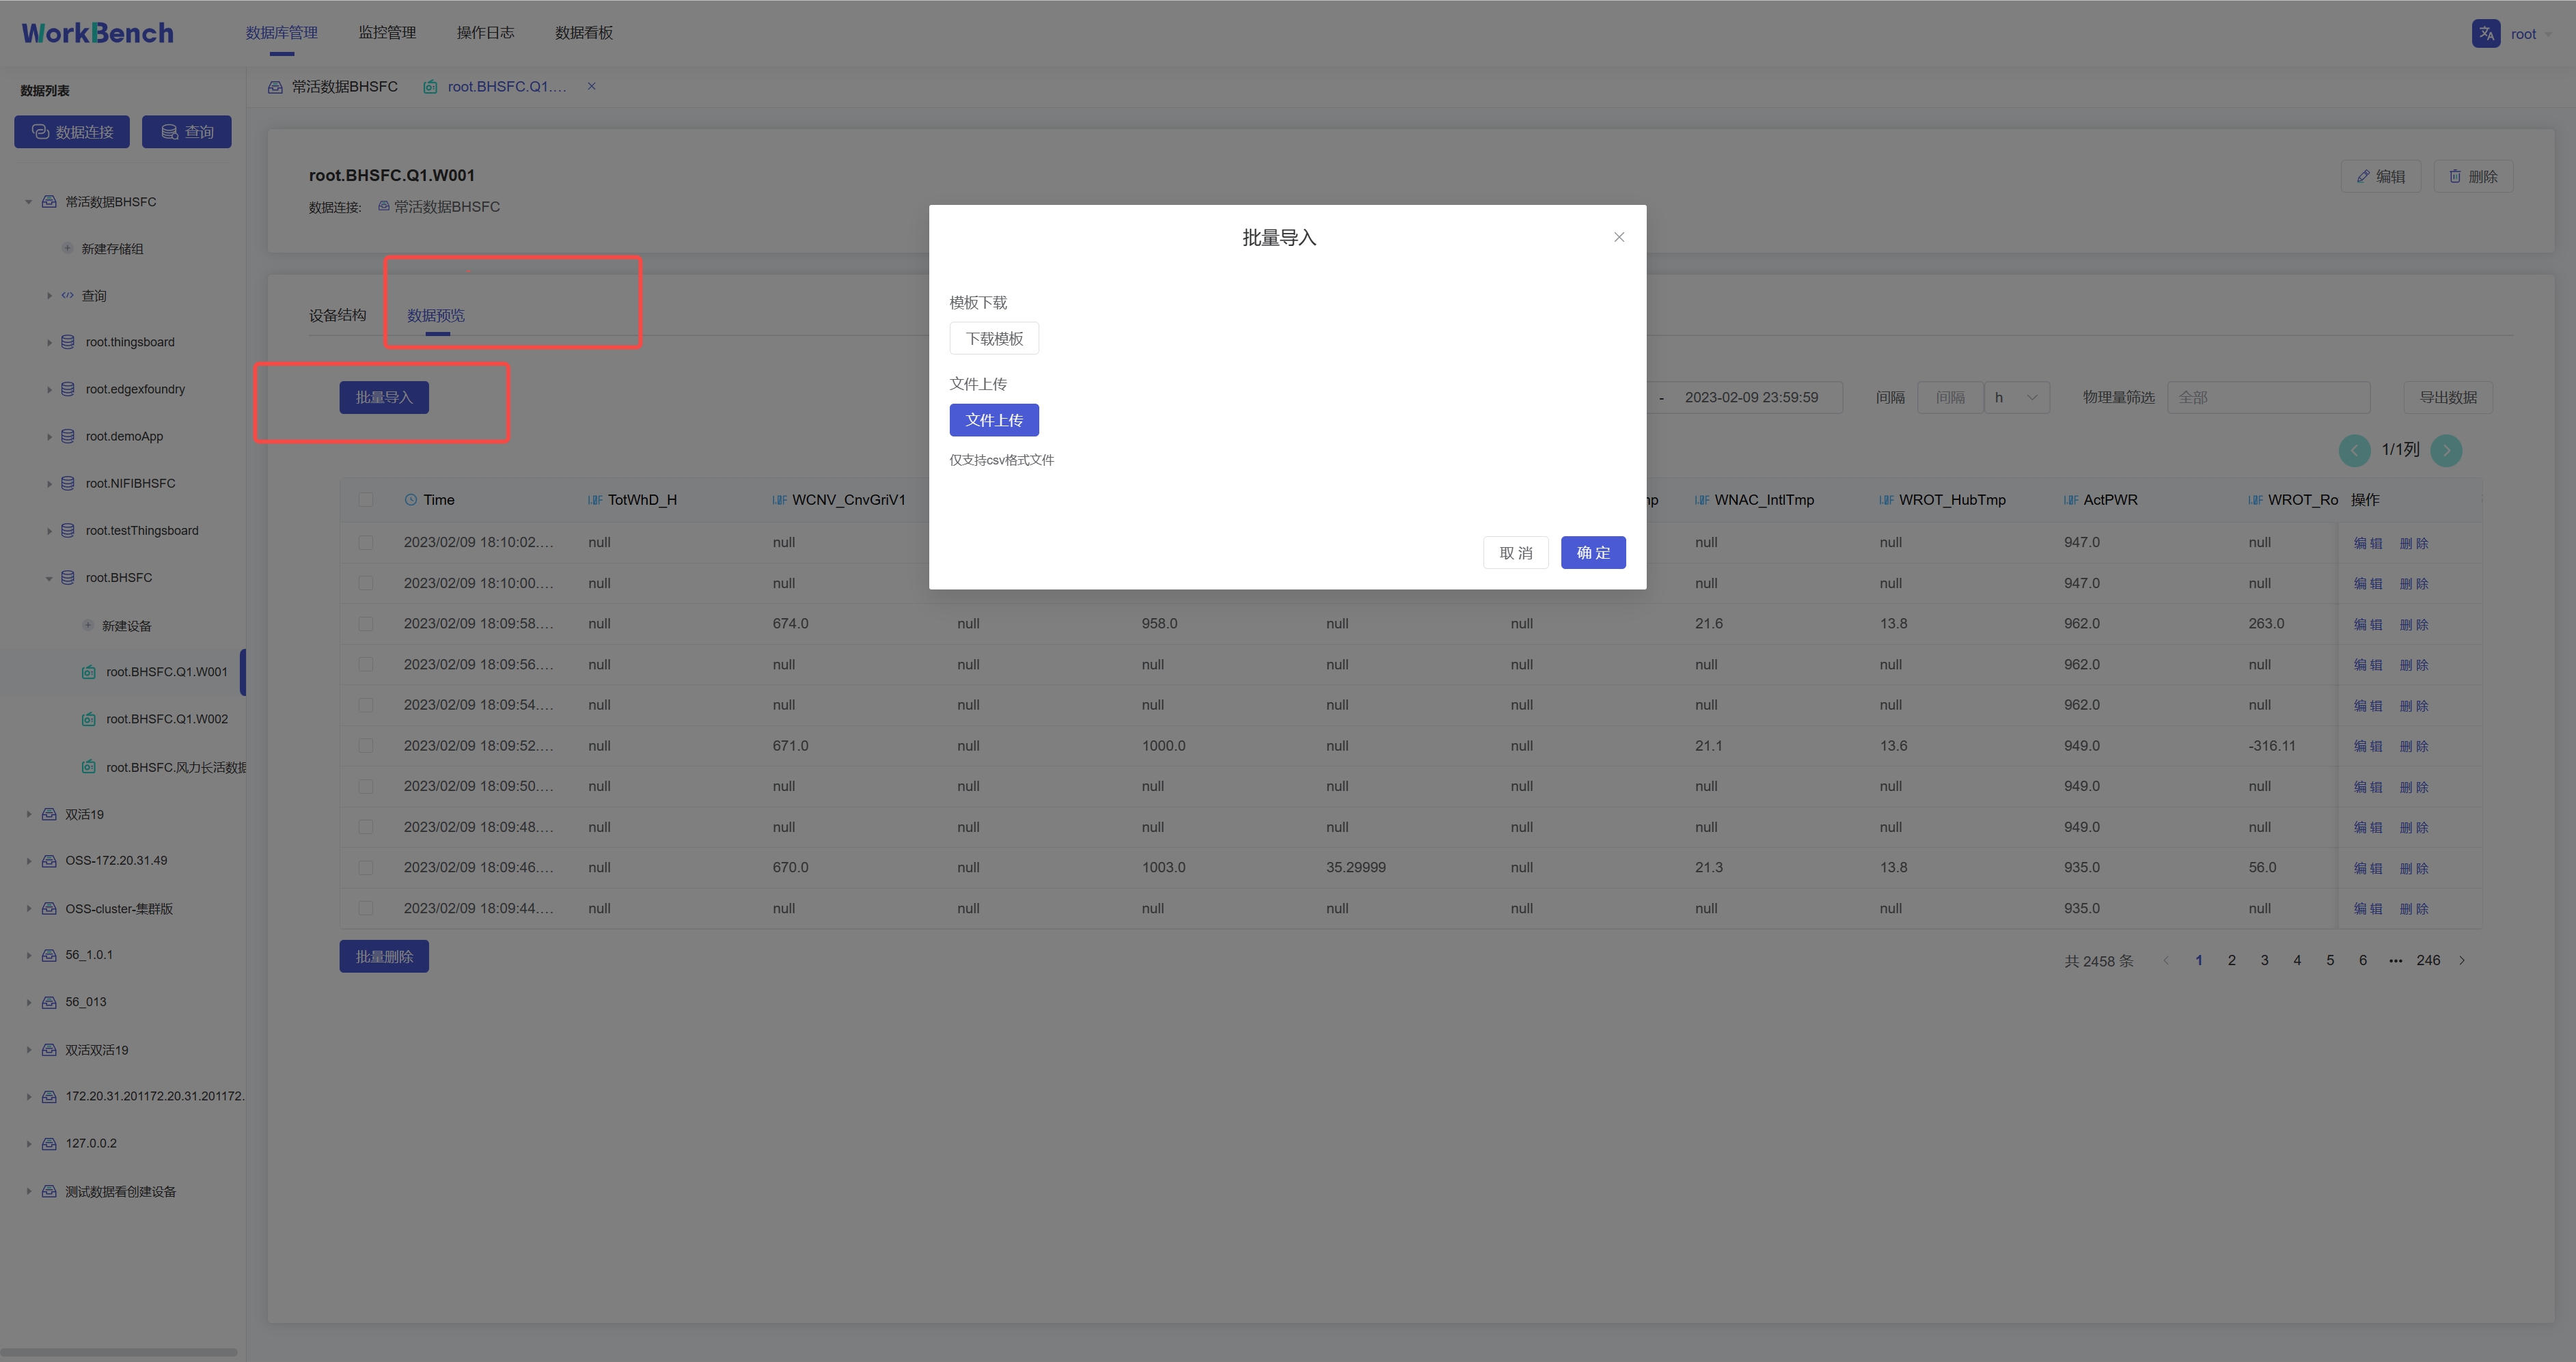 WorkBench 数据库管理 监控管理 操作日志 数据看板 root
数据列表
常活数据BHSFC root.BHSFC.Q1....
数据连接 查询
root.BHSFC.Q1.W001
编辑 删除
数据连接: 常活数据BHSFC
常活数据BHSFC
新建存储组
查询
root.thingsboard
root.edgexfoundry
root.demoApp
root.NIFIBHSFC
root.testThingsboard
root.BHSFC
新建设备
root.BHSFC.Q1.W001
root.BHSFC.Q1.W002
root.BHSFC.风力长活数据
双活19
OSS-172.20.31.49
OSS-cluster-集群版
56_1.0.1
56_013
双活双活19
172.20.31.201172.20.31.201172.
127.0.0.2
测试数据看创建设备
设备结构 数据预览
批量导入
- 2023-02-09 23:59:59 间隔 间隔 h 物理量筛选 全部 导出数据
1/1列
批量导入
模板下载
下载模板
文件上传
文件上传
仅支持csv格式文件
取 消 确 定
Time TotWhD_H WCNV_CnvGriV1 np WNAC_IntlTmp WROT_HubTmp ActPWR WROT_Ro 操作
2023/02/09 18:10:02.... null null null null 947.0 null 编辑 删除
2023/02/09 18:10:00.... null null null null 947.0 null 编辑 删除
2023/02/09 18:09:58.... null 674.0 null 958.0 null null 21.6 13.8 962.0 263.0 编辑 删除
2023/02/09 18:09:56.... null null null null null null null null 962.0 null 编辑 删除
2023/02/09 18:09:54.... null null null null null null null null 962.0 null 编辑 删除
2023/02/09 18:09:52.... null 671.0 null 1000.0 null null 21.1 13.6 949.0 -316.11 编辑 删除
2023/02/09 18:09:50.... null null null null null null null null 949.0 null 编辑 删除
2023/02/09 18:09:48.... null null null null null null null null 949.0 null 编辑 删除
2023/02/09 18:09:46.... null 670.0 null 1003.0 35.29999 null 21.3 13.8 935.0 56.0 编辑 删除
2023/02/09 18:09:44.... null null null null null null null null 935.0 null 编辑 删除
批量删除
共 2458 条 1 2 3 4 5 6 ••• 246